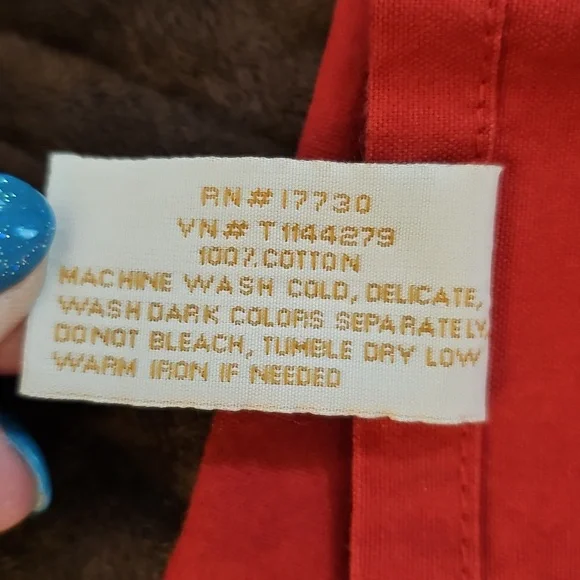 RN# 17730
VN# T1144279
100% COTTON
MACHINE WASH COLD, DELICATE,
WASH DARK COLORS SEPARATELY,
DO NOT BLEACH, TUMBLE DRY LOW
WARM IRON IF NEEDED